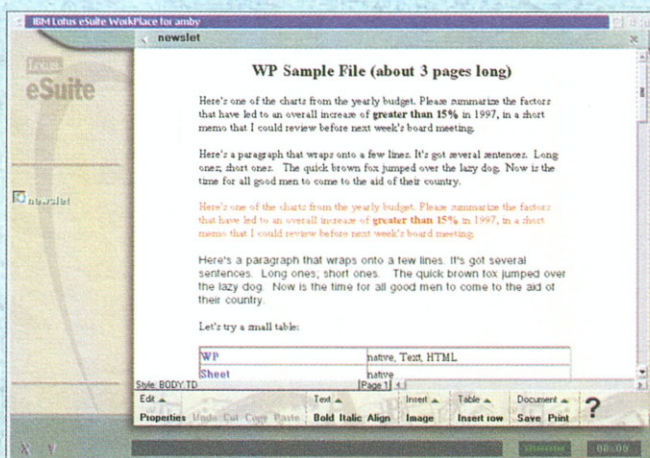 IBM Lotus eSuite WorkPlace for amby
newslet
Lotus
eSuite
newslet
WP Sample File (about 3 pages long)
Here's one of the charts from the yearly budget. Please summarize the factors
that have led to an overall increase of greater than 15% in 1997, in a short
memo that I could review before next week's board meeting.
Here's a paragraph that wraps onto a few lines. It's got several sentences. Long
ones; short ones. The quick brown fox jumped over the lazy dog. Now is the
time for all good men to come to the aid of their country.
Here's one of the charts from the yearly budget. Please summarize the factors
that have led to an overall increase of greater than 15% in 1997, in a short
memo that I could review before next week's board meeting.
Here's a paragraph that wraps onto a few lines. It's got several
sentences. Long ones; short ones. The quick brown fox jumped over
the lazy dog. Now is the time for all good men to come to the aid of
their country.
Let's try a small table:
WP native, Text, HTML
Sheet native
Style: BODY.TD Page 1
Edit Text Insert Table Document
Properties Undo Cut Copy Paste Bold Italic Align Image Insert row Save Print ?